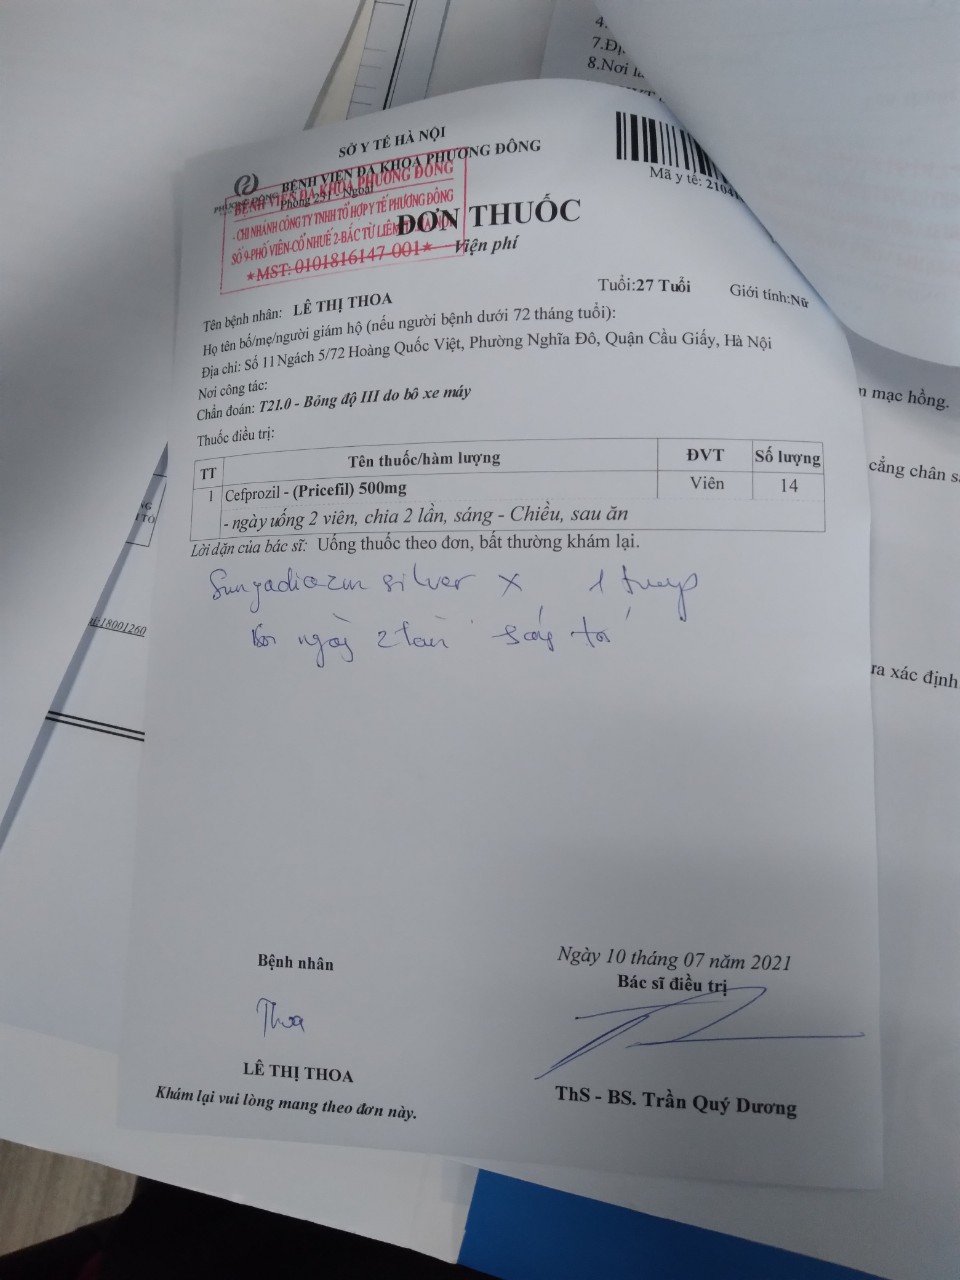 4.
7.Đị
8.Nơi
SỞ Y TẾ HÀ NỘI
BỆNH VIỆN ĐA KHOA PHƯƠNG ĐÔNG
PHƯƠNG ĐÔNG Phòng 231 - Ngoại
BỆNH VIỆN ĐA KHOA PHƯƠNG ĐÔNG
- CHI NHÁNH CÔNG TY TNHH TỔ HỢP Y TẾ PHƯƠNG ĐÔNG
SỐ 9-PHỐ VIÊN-CỔ NHUẾ 2-BẮC TỪ LIÊM
★MST: 0101816147-001★
Mã y tế: 2104
ĐƠN THUỐC
Viện phí
Tên bệnh nhân: LÊ THỊ THOA Tuổi:27 Tuổi Giới tính:Nữ
Họ tên bố/mẹ/người giám hộ (nếu người bệnh dưới 72 tháng tuổi):
Địa chỉ: Số 11Ngách 5/72 Hoàng Quốc Việt, Phường Nghĩa Đô, Quận Cầu Giấy, Hà Nội
Nơi công tác:
Chẩn đoán: T21.0 - Bỏng độ III do bô xe máy
Thuốc điều trị:
TT Tên thuốc/hàm lượng ĐVT Số lượng
1 Cefprozil - (Pricefil) 500mg Viên 14
- ngày uống 2 viên, chia 2 lần, sáng - Chiều, sau ăn
Lời dặn của bác sĩ: Uống thuốc theo đơn, bất thường khám lại.
silver x 1 tuýp
Bôi ngày 2 lần sáng tối
Bệnh nhân
Thoa
LÊ THỊ THOA
Khám lại vui lòng mang theo đơn này.
Ngày 10 tháng 07 năm 2021
Bác sĩ điều trị
ThS - BS. Trần Quý Dương
mạc hồng.
cẳng chân
ra xác định
:18001260